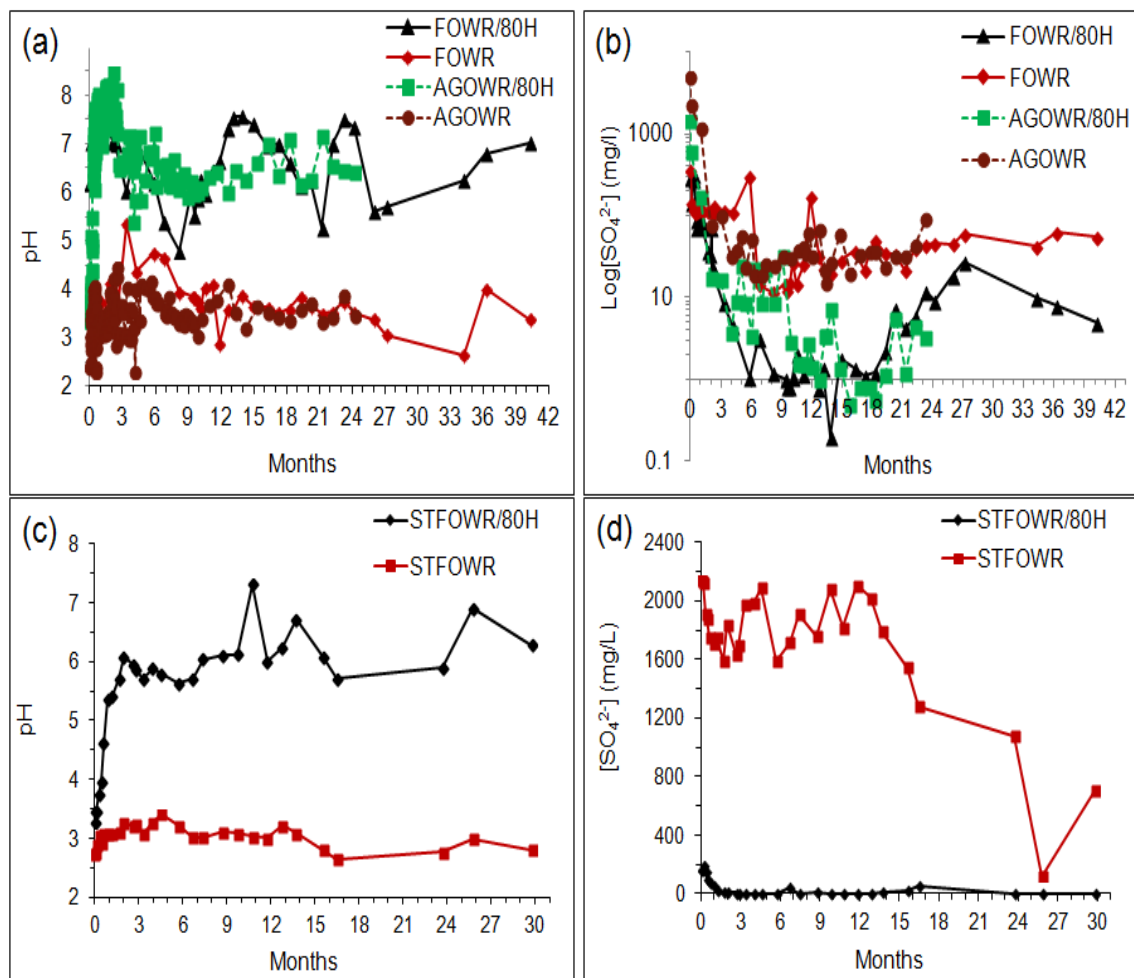 (a)
FOWR/80H
FOWR
AGOWR/80H
AGOWR
8
7
6
5
4
3
2
pH
0 3 6 9 12 15 18 21 24 27 30 33 36 39 42
Months
(b)
FOWR/80H
FOWR
AGOWR/80H
AGOWR
1000
10
0.1
Log[SO₄²⁻] (mg/l)
0 3 6 9 12 15 18 21 24 27 30 33 36 39 42
Months
(c)
STFOWR/80H
STFOWR
8
7
6
5
4
3
2
pH
0 3 6 9 12 15 18 21 24 27 30
Months
(d)
STFOWR/80H
STFOWR
2400
2000
1600
1200
800
400
0
[SO₄²⁻] (mg/L)
0 3 6 9 12 15 18 21 24 27 30
Months